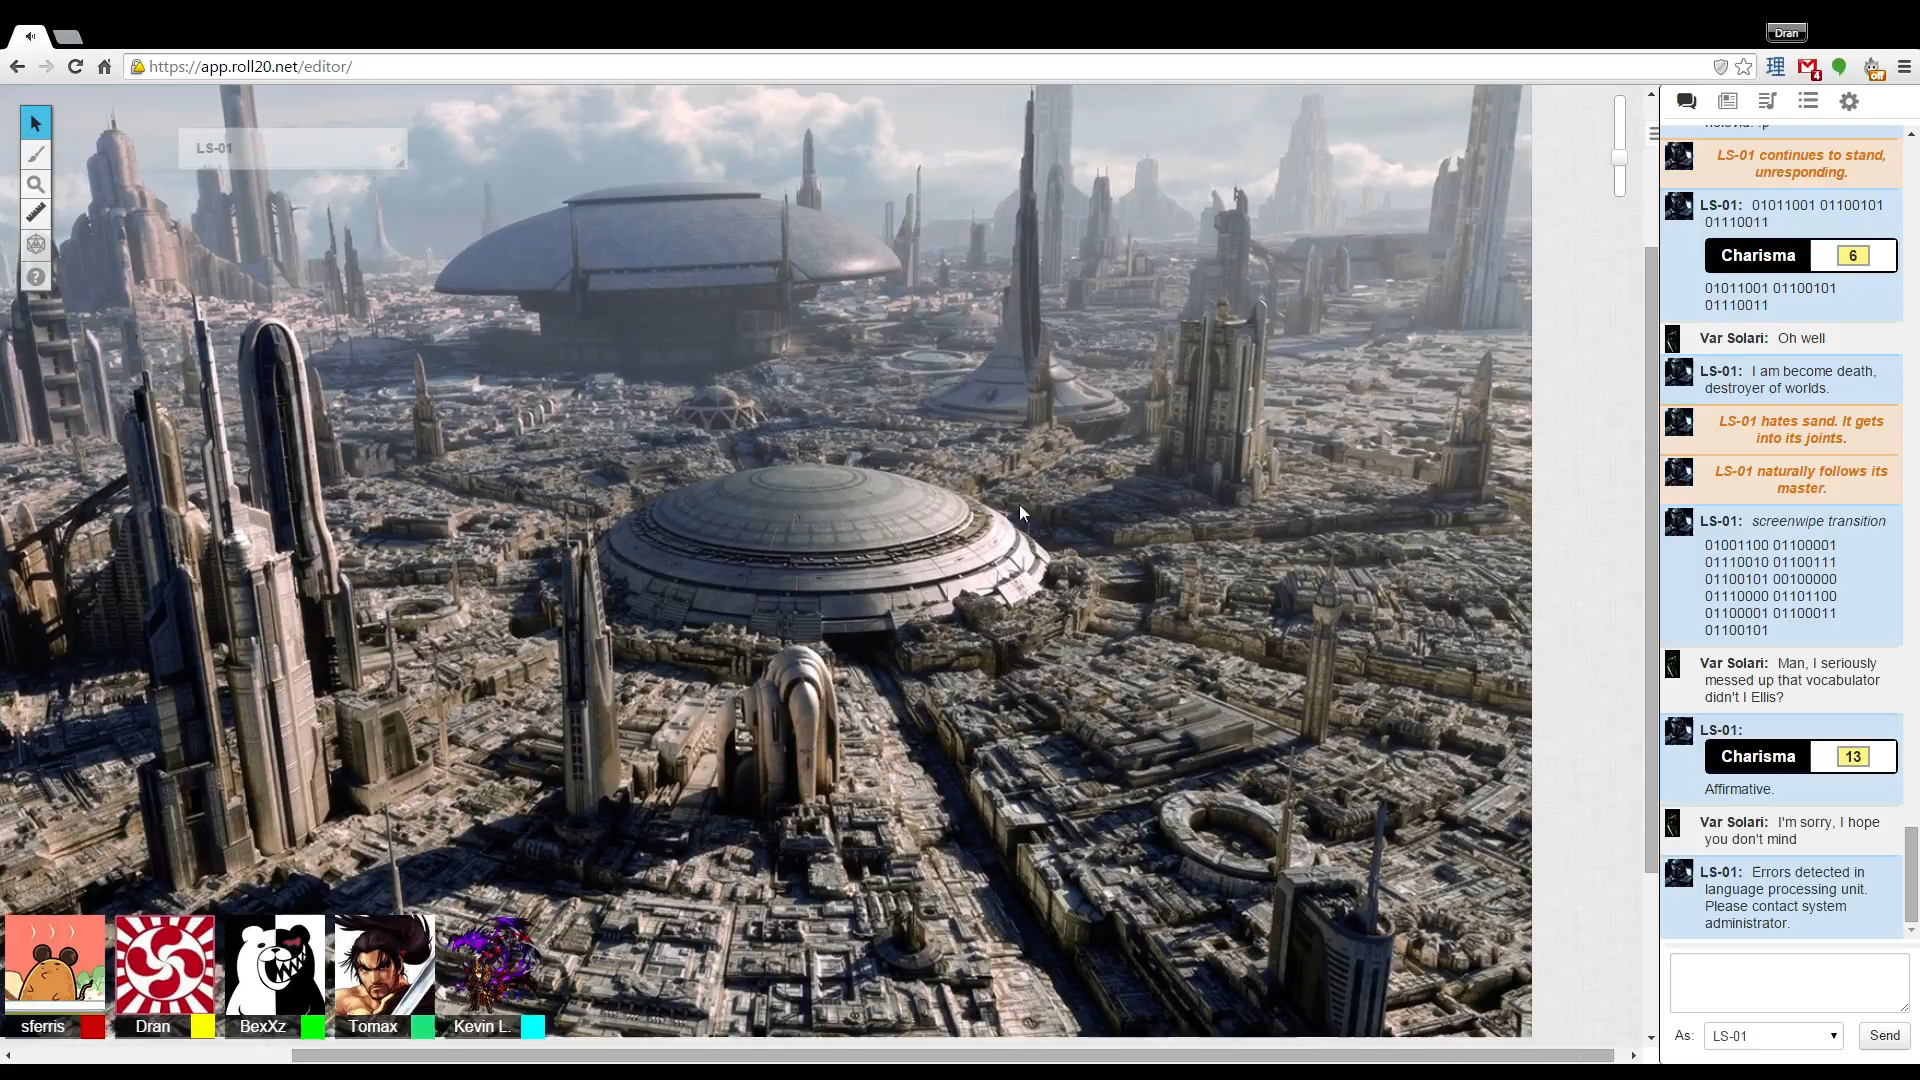 Dran
https://app.roll20.net/editor/
4
off
LS-01
LS-01 continues to stand,
unresponding.
LS-01: 01011001 01100101
01110011
Charisma 6
01011001 01100101
01110011
Var Solari: Oh well
LS-01: I am become death,
destroyer of worlds.
LS-01 hates sand. It gets
into its joints.
LS-01 naturally follows its
master.
LS-01: screenwipe transition
01001100 01100001
01110010 01100111
01100101 00100000
01110000 01101100
01100001 01100011
01100101
Var Solari: Man, I seriously
messed up that vocabulator
didn't I Ellis?
LS-01:
Charisma 13
Affirmative.
Var Solari: I'm sorry, I hope
you don't mind
LS-01: Errors detected in
language processing unit.
Please contact system
administrator.
As: LS-01 Send
sferris Dran BexXz Tomax Kevin L.